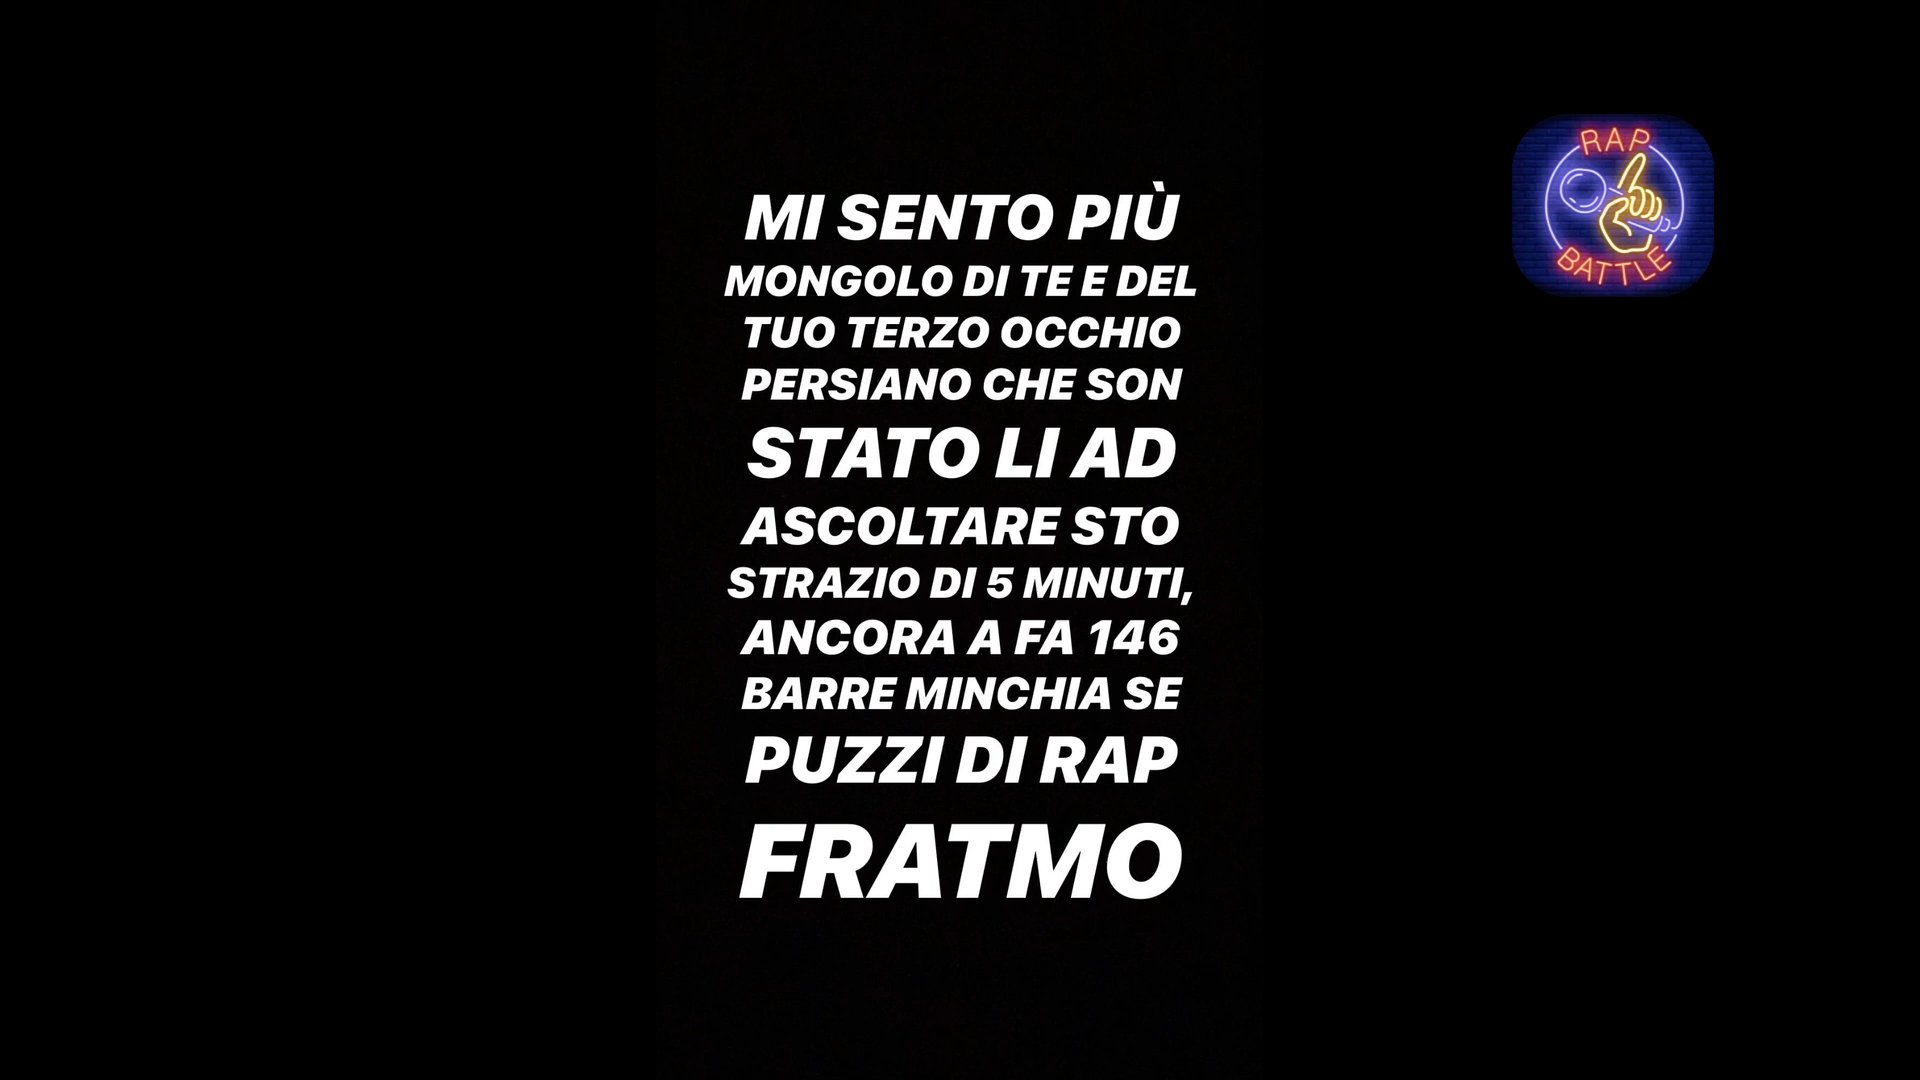 MI SENTO PIÙ
MONGOLO DI TE E DEL
TUO TERZO OCCHIO
PERSIANO CHE SON
STATO LI AD
ASCOLTARE STO
STRAZIO DI 5 MINUTI,
ANCORA A FA 146
BARRE MINCHIA SE
PUZZI DI RAP
FRATMO
RAP
BATTLE